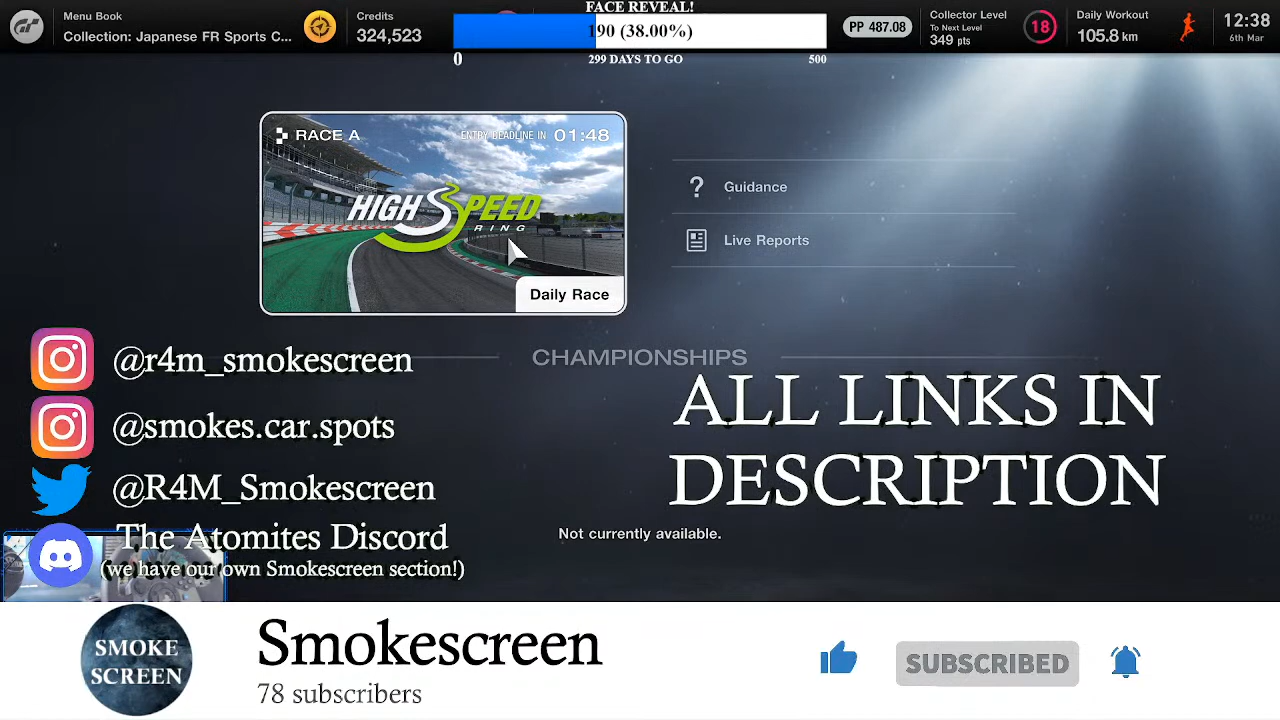 Menu Book
Collection: Japanese FR Sports C...
Credits
324,523
FACE REVEAL!
190 (38.00%)
0
299 DAYS TO GO
500
PP 487.08
Collector Level
To Next Level
349 pts
18
Daily Workout
105.8 km
12:38
6th Mar
RACE A
ENTRY DEADLINE IN 01:48
HIGH SPEED
RING
Daily Race
? Guidance
Live Reports
CHAMPIONSHIPS
@r4m_smokescreen
@smokes.car.spots
@R4M_Smokescreen
The Atomites Discord
(we have our own Smokescreen section!)
ALL LINKS IN
DESCRIPTION
Not currently available.
SMOKE
SCREEN
Smokescreen
78 subscribers
SUBSCRIBED